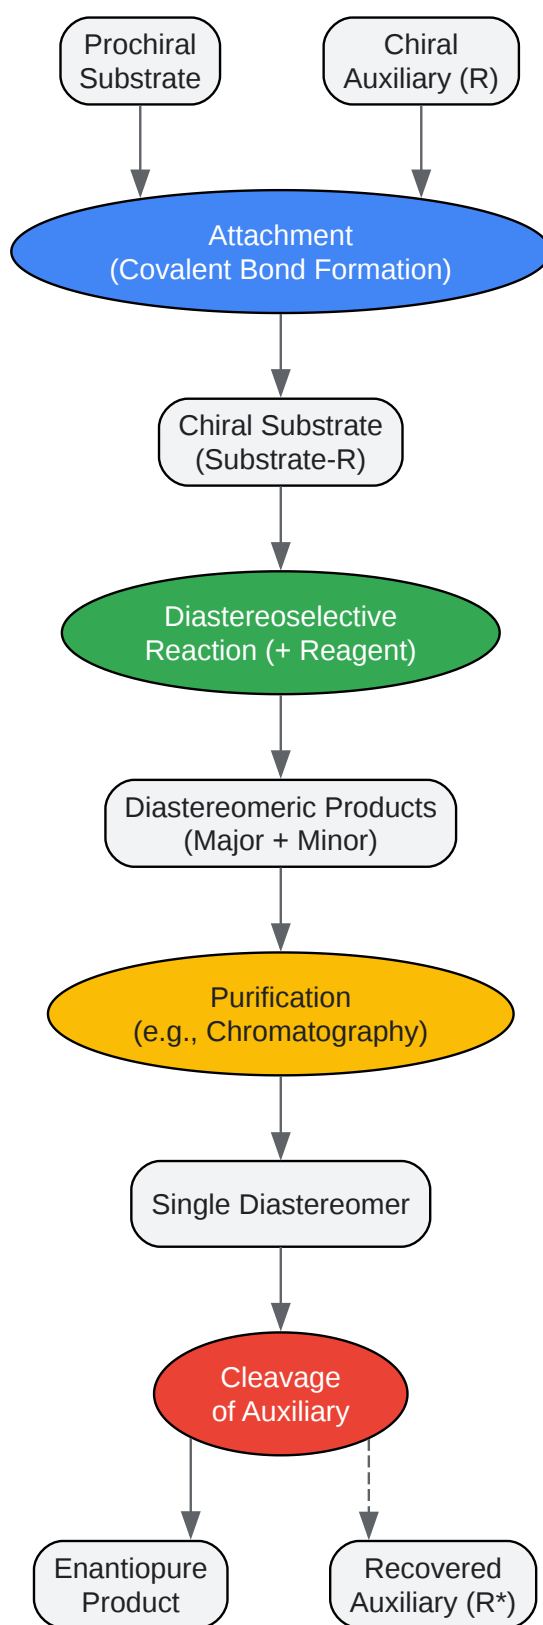 Prochiral
Substrate
Chiral
Auxiliary (R)
Attachment
(Covalent Bond Formation)
Chiral Substrate
(Substrate-R)
Diastereoselective
Reaction (+ Reagent)
Diastereomeric Products
(Major + Minor)
Purification
(e.g., Chromatography)
Single Diastereomer
Cleavage
of Auxiliary
Enantiopure
Product
Recovered
Auxiliary (R*)